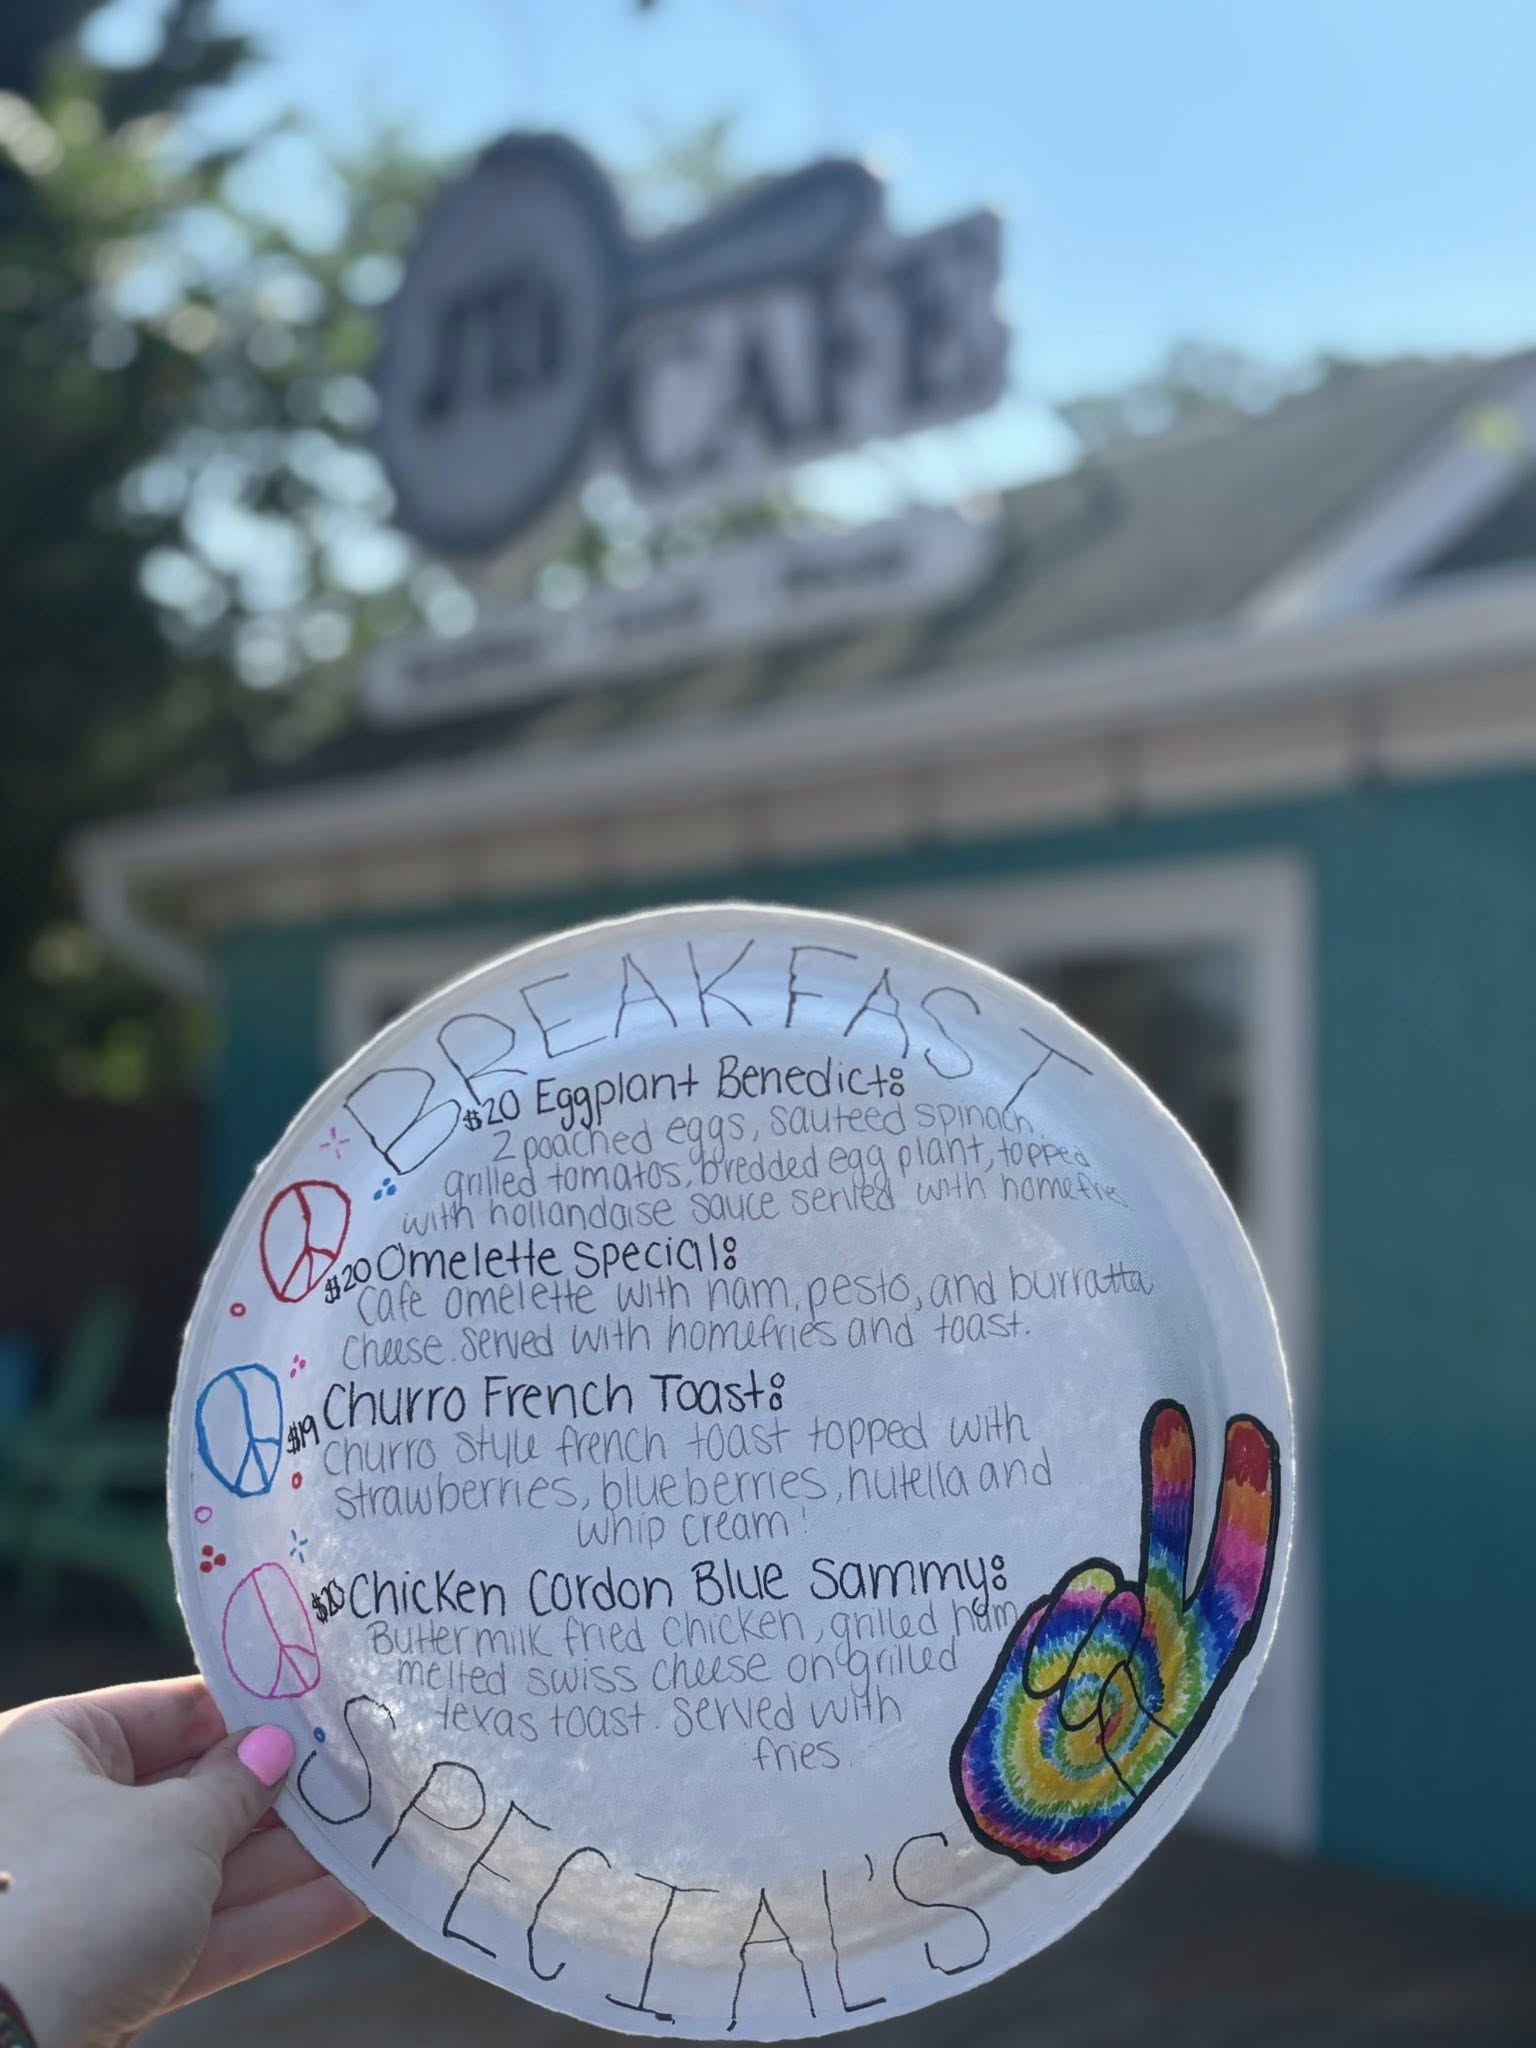 CAFE
BREAKFAST
$20 Eggplant Benedict:
2 poached eggs, sauteed spinach
grilled tomatos, bredded egg plant, topped
with hollandaise sauce served with homefries
$20 Omelette Special:
Cafe omelette with ham, pesto, and burratta
cheese. Served with homefries and toast.
$19 Churro French Toast:
Churro style french toast topped with
strawberries, blueberries, nutella and
whip cream!
$20 Chicken Cordon Blue Sammy:
Buttermilk fried chicken, grilled ham
melted swiss cheese on grilled
texas toast. Served with
fries.
SPECIAL'S